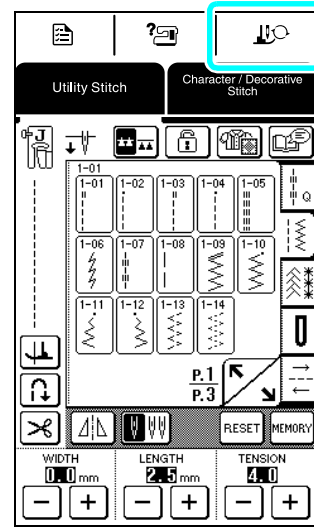 Utility Stitch
Character / Decorative
Stitch
J
1-01
1-01 1-02 1-03 1-04 1-05
Q
1-06 1-07 1-08 1-09 1-10
1-11 1-12 1-13 1-14
P.1
P.3
RESET MEMORY
WIDTH LENGTH TENSION
0.0 mm 2.5 mm 4.0
− + − + − +